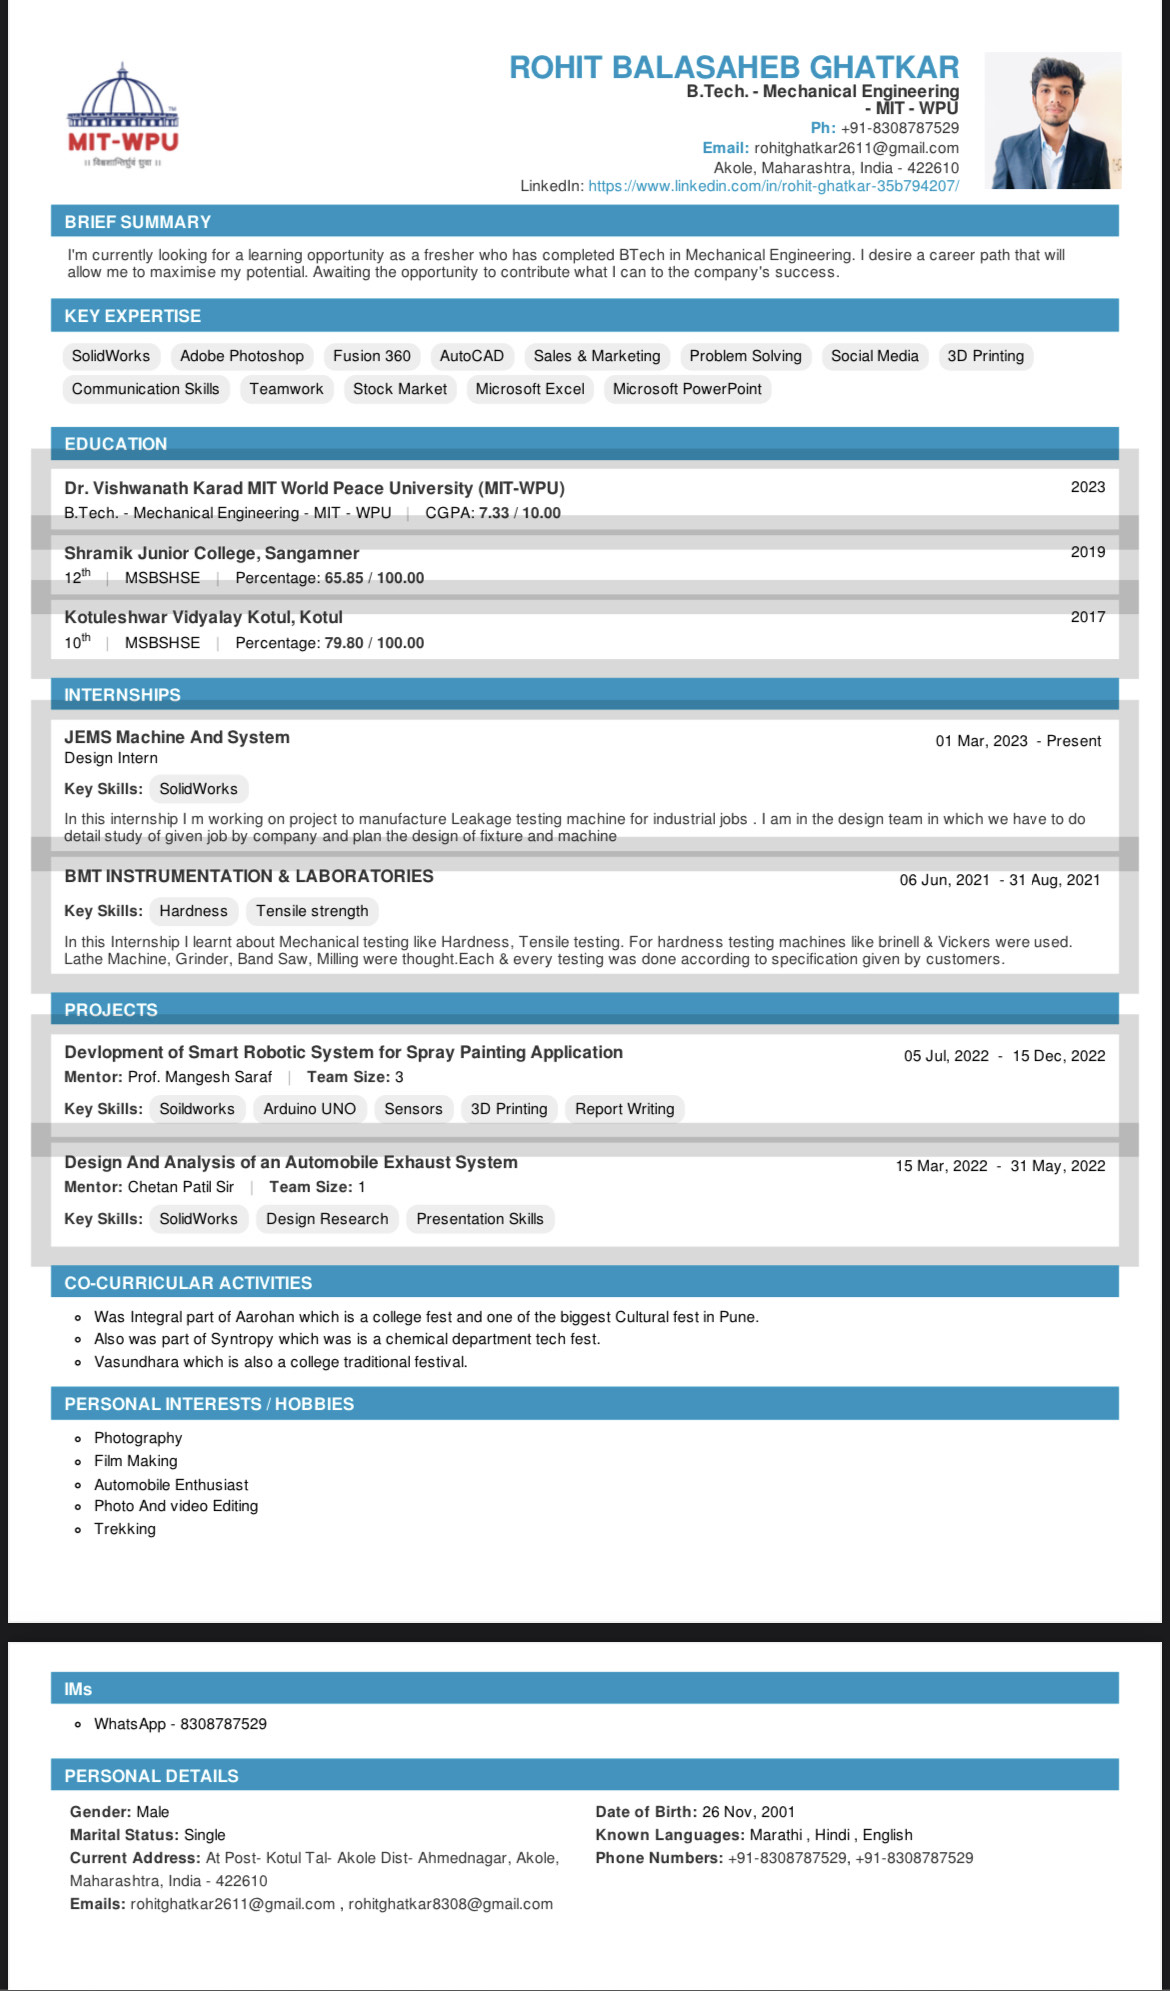 MIT-WPU
TM
ROHIT BALASAHEB GHATKAR
B.Tech. - Mechanical Engineering
- MIT - WPU
Ph: +91-8308787529
Email: rohitghatkar2611@gmail.com
Akole, Maharashtra, India - 422610
LinkedIn: https://www.linkedin.com/in/rohit-ghatkar-35b794207/
BRIEF SUMMARY
I'm currently looking for a learning opportunity as a fresher who has completed BTech in Mechanical Engineering. I desire a career path that will
allow me to maximise my potential. Awaiting the opportunity to contribute what I can to the company's success.
KEY EXPERTISE
SolidWorks Adobe Photoshop Fusion 360 AutoCAD Sales & Marketing Problem Solving Social Media 3D Printing
Communication Skills Teamwork Stock Market Microsoft Excel Microsoft PowerPoint
EDUCATION
Dr. Vishwanath Karad MIT World Peace University (MIT-WPU) 2023
B.Tech. - Mechanical Engineering - MIT - WPU | CGPA: 7.33 / 10.00
Shramik Junior College, Sangamner 2019
12th | MSBSHSE | Percentage: 65.85 / 100.00
Kotuleshwar Vidyalay Kotul, Kotul 2017
10th | MSBSHSE | Percentage: 79.80 / 100.00
INTERNSHIPS
JEMS Machine And System 01 Mar, 2023 - Present
Design Intern
Key Skills: SolidWorks
In this internship I m working on project to manufacture Leakage testing machine for industrial jobs . I am in the design team in which we have to do
detail study of given job by company and plan the design of fixture and machine
BMT INSTRUMENTATION & LABORATORIES 06 Jun, 2021 - 31 Aug, 2021
Key Skills: Hardness Tensile strength
In this Internship I learnt about Mechanical testing like Hardness, Tensile testing. For hardness testing machines like brinell & Vickers were used.
Lathe Machine, Grinder, Band Saw, Milling were thought.Each & every testing was done according to specification given by customers.
PROJECTS
Devlopment of Smart Robotic System for Spray Painting Application 05 Jul, 2022 - 15 Dec, 2022
Mentor: Prof. Mangesh Saraf | Team Size: 3
Key Skills: Soildworks Arduino UNO Sensors 3D Printing Report Writing
Design And Analysis of an Automobile Exhaust System 15 Mar, 2022 - 31 May, 2022
Mentor: Chetan Patil Sir | Team Size: 1
Key Skills: SolidWorks Design Research Presentation Skills
CO-CURRICULAR ACTIVITIES
Was Integral part of Aarohan which is a college fest and one of the biggest Cultural fest in Pune.
Also was part of Syntropy which was is a chemical department tech fest.
Vasundhara which is also a college traditional festival.
PERSONAL INTERESTS / HOBBIES
Photography
Film Making
Automobile Enthusiast
Photo And video Editing
Trekking
IMs
WhatsApp - 8308787529
PERSONAL DETAILS
Gender: Male
Marital Status: Single
Current Address: At Post- Kotul Tal- Akole Dist- Ahmednagar, Akole,
Maharashtra, India - 422610
Emails: rohitghatkar2611@gmail.com , rohitghatkar8308@gmail.com
Date of Birth: 26 Nov, 2001
Known Languages: Marathi , Hindi , English
Phone Numbers: +91-8308787529, +91-8308787529